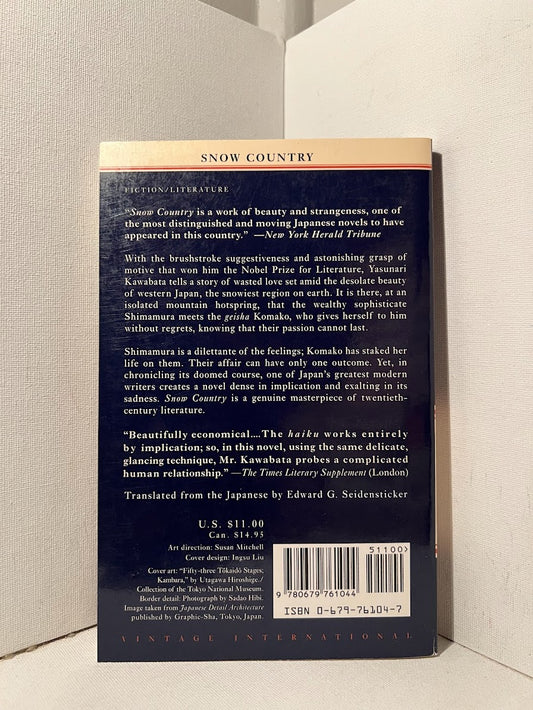 SNOW COUNTRY
FICTION/LITERATURE
"Snow Country is a work of beauty and strangeness, one of
the most distinguished and moving Japanese novels to have
appeared in this country." —New York Herald Tribune
With the brushstroke suggestiveness and astonishing grasp of
motive that won him the Nobel Prize for Literature, Yasunari
Kawabata tells a story of wasted love set amid the desolate beauty
of western Japan, the snowiest region on earth. It is there, at an
isolated mountain hotspring, that the wealthy sophisticate
Shimamura meets the geisha Komako, who gives herself to him
without regrets, knowing that their passion cannot last.
Shimamura is a dilettante of the feelings; Komako has staked her
life on them. Their affair can have only one outcome. Yet, in
chronicling its doomed course, one of Japan's greatest modern
writers creates a novel dense in implication and exalting in its
sadness. Snow Country is a genuine masterpiece of twentieth-
century literature.
"Beautifully economical....The haiku works entirely
by implication; so, in this novel, using the same delicate,
glancing technique, Mr. Kawabata probes a complicated
human relationship." —The Times Literary Supplement (London)
Translated from the Japanese by Edward G. Seidensticker
U.S. $11.00
Can. $14.95
Art direction: Susan Mitchell
Cover design: Ingsu Liu
Cover art: "Fifty-three Tōkaidō Stages;
Kambura," by Utagawa Hiroshige./
Collection of the Tokyo National Museum.
Border detail: Photograph by Sadao Hibi.
Image taken from Japanese Detail Architecture
published by Graphic-Sha, Tokyo, Japan.
51100>
9 780679 761044
ISBN 0-679-76104-7
VINTAGE INTERNATIONAL